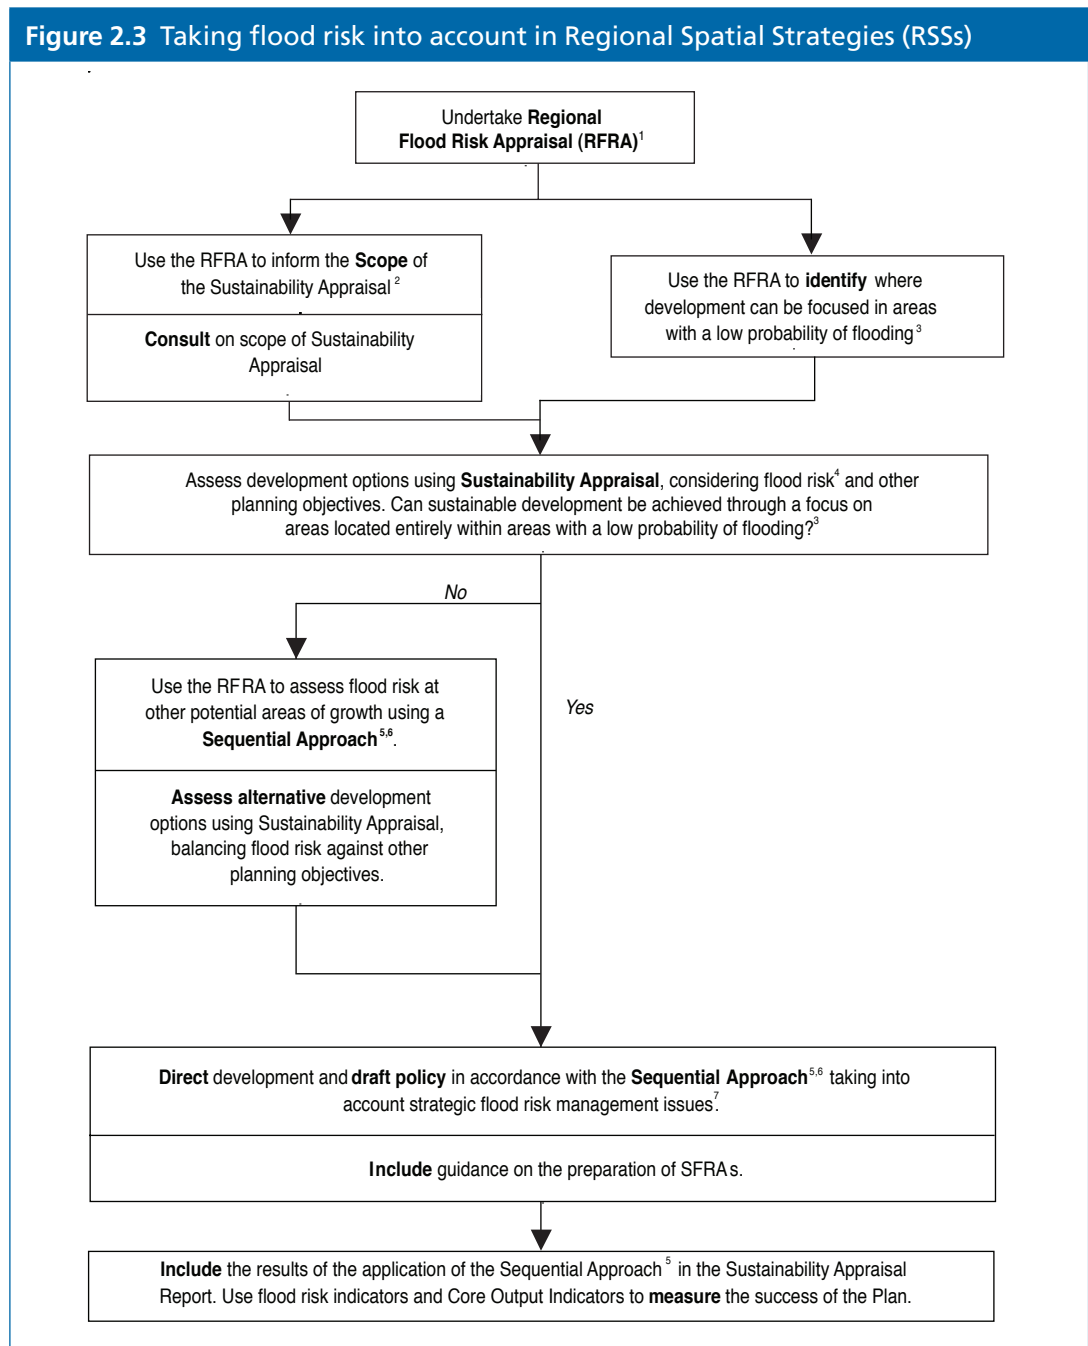 Figure 2.3 Taking flood risk into account in Regional Spatial Strategies (RSSs)
Undertake Regional
Flood Risk Appraisal (RFRA)1
Use the RFRA to inform the Scope of
the Sustainability Appraisal 2
Consult on scope of Sustainability
Appraisal
Use the RFRA to identify where
development can be focused in areas
with a low probability of flooding 3
Assess development options using Sustainability Appraisal, considering flood risk4 and other
planning objectives. Can sustainable development be achieved through a focus on
areas located entirely within areas with a low probability of flooding?3
No
Yes
Use the RFRA to assess flood risk at
other potential areas of growth using a
Sequential Approach5,6.
Assess alternative development
options using Sustainability Appraisal,
balancing flood risk against other
planning objectives.
Direct development and draft policy in accordance with the Sequential Approach5,6 taking into
account strategic flood risk management issues7.
Include guidance on the preparation of SFRAs.
Include the results of the application of the Sequential Approach 5 in the Sustainability Appraisal
Report. Use flood risk indicators and Core Output Indicators to measure the success of the Plan.